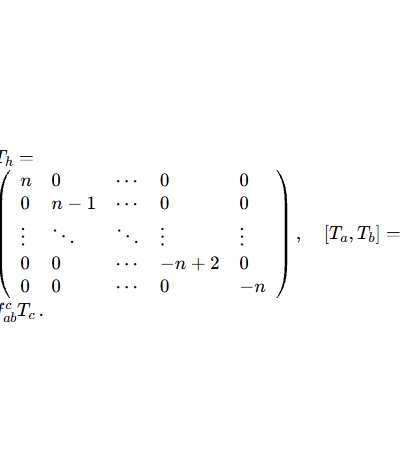 T_h =
( n 0 ⋯ 0 0
0 n − 1 ⋯ 0 0
⋮ ⋱ ⋱ ⋮ ⋮ ) , [T_a, T_b] =
0 0 ⋯ −n + 2 0
0 0 ⋯ 0 −n
f_{ab}^c T_c .